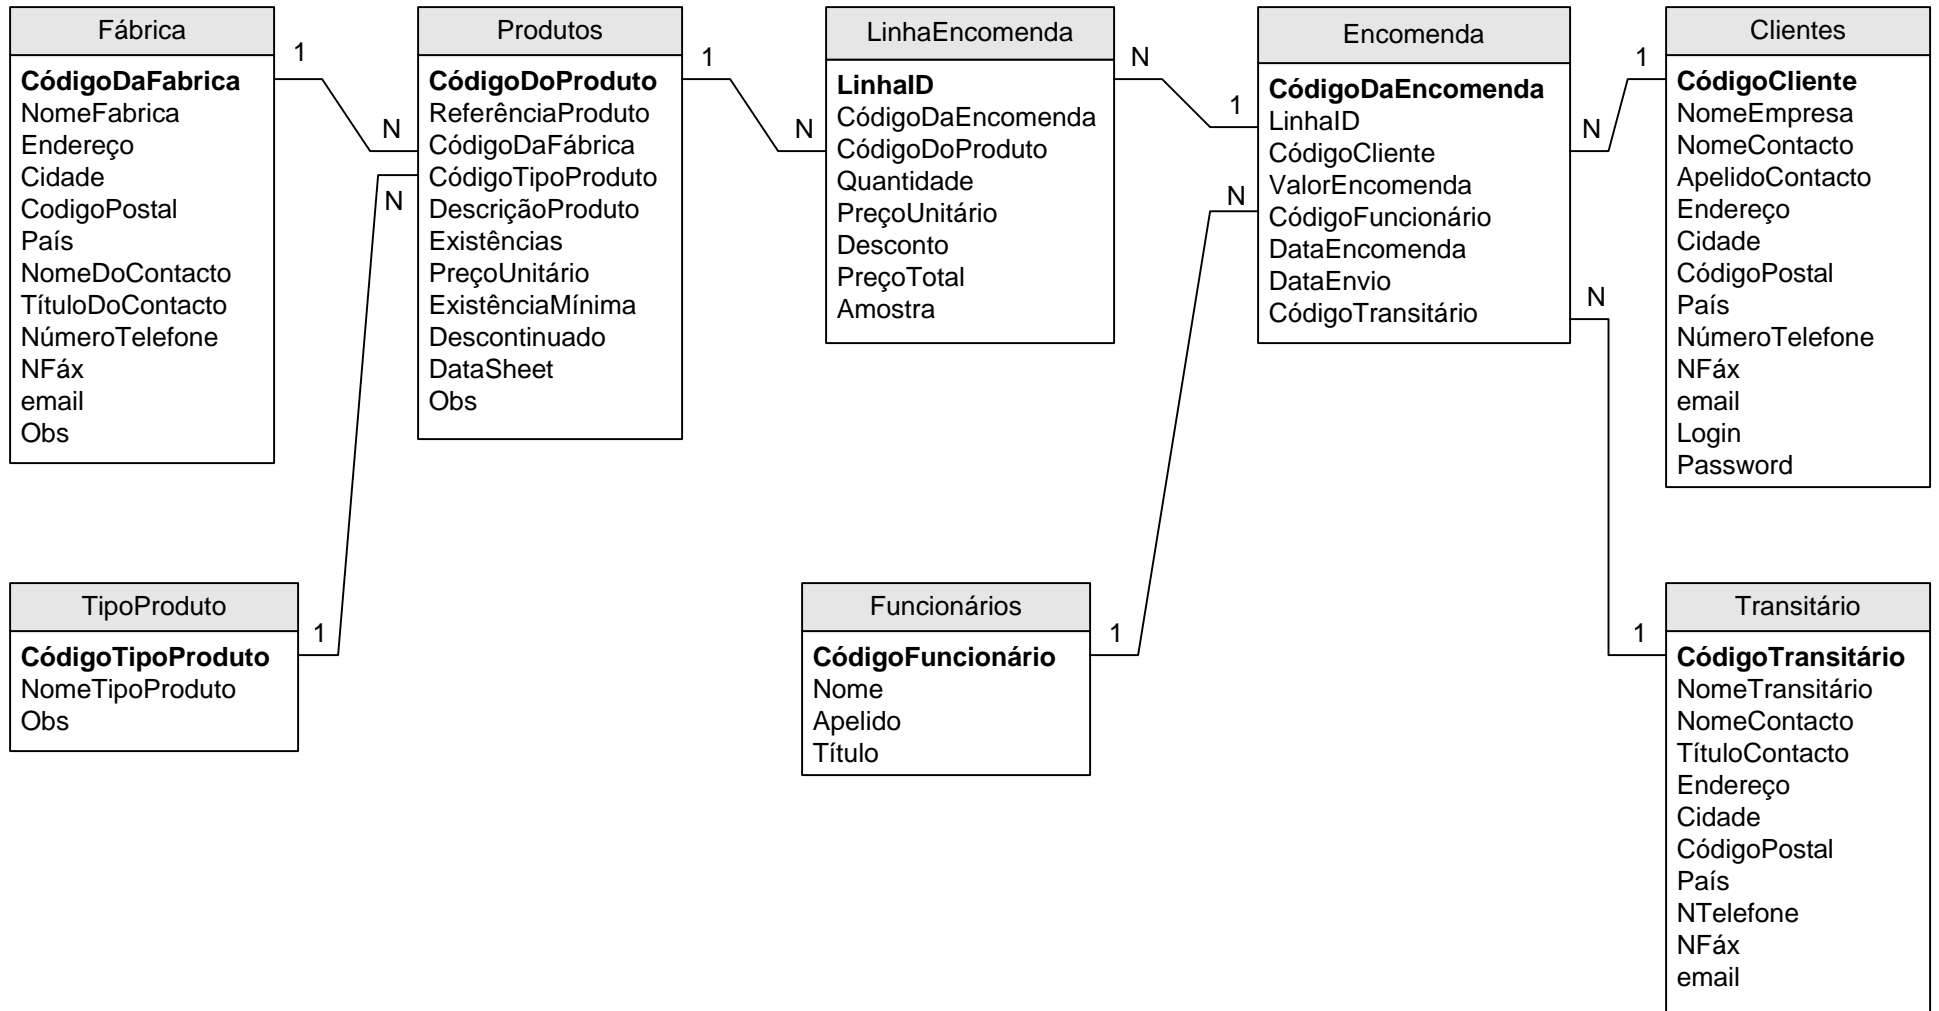 Fábrica
CódigoDaFabrica
NomeFabrica
Endereço
Cidade
CodigoPostal
País
NomeDoContacto
TítuloDoContacto
NúmeroTelefone
NFáx
email
Obs
1
N
N
Produtos
CódigoDoProduto
ReferênciaProduto
CódigoDaFábrica
CódigoTipoProduto
DescriçãoProduto
Existências
PreçoUnitário
ExistênciaMínima
Descontinuado
DataSheet
Obs
1
N
LinhaEncomenda
LinhaID
CódigoDaEncomenda
CódigoDoProduto
Quantidade
PreçoUnitário
Desconto
PreçoTotal
Amostra
N
1
N
Encomenda
CódigoDaEncomenda
LinhaID
CódigoCliente
ValorEncomenda
CódigoFuncionário
DataEncomenda
DataEnvio
CódigoTransitário
1
N
N
Clientes
CódigoCliente
NomeEmpresa
NomeContacto
ApelidoContacto
Endereço
Cidade
CódigoPostal
País
NúmeroTelefone
NFáx
email
Login
Password
TipoProduto
CódigoTipoProduto
NomeTipoProduto
Obs
1
Funcionários
CódigoFuncionário
Nome
Apelido
Título
1
1
Transitário
CódigoTransitário
NomeTransitário
NomeContacto
TítuloContacto
Endereço
Cidade
CódigoPostal
País
NTelefone
NFáx
email